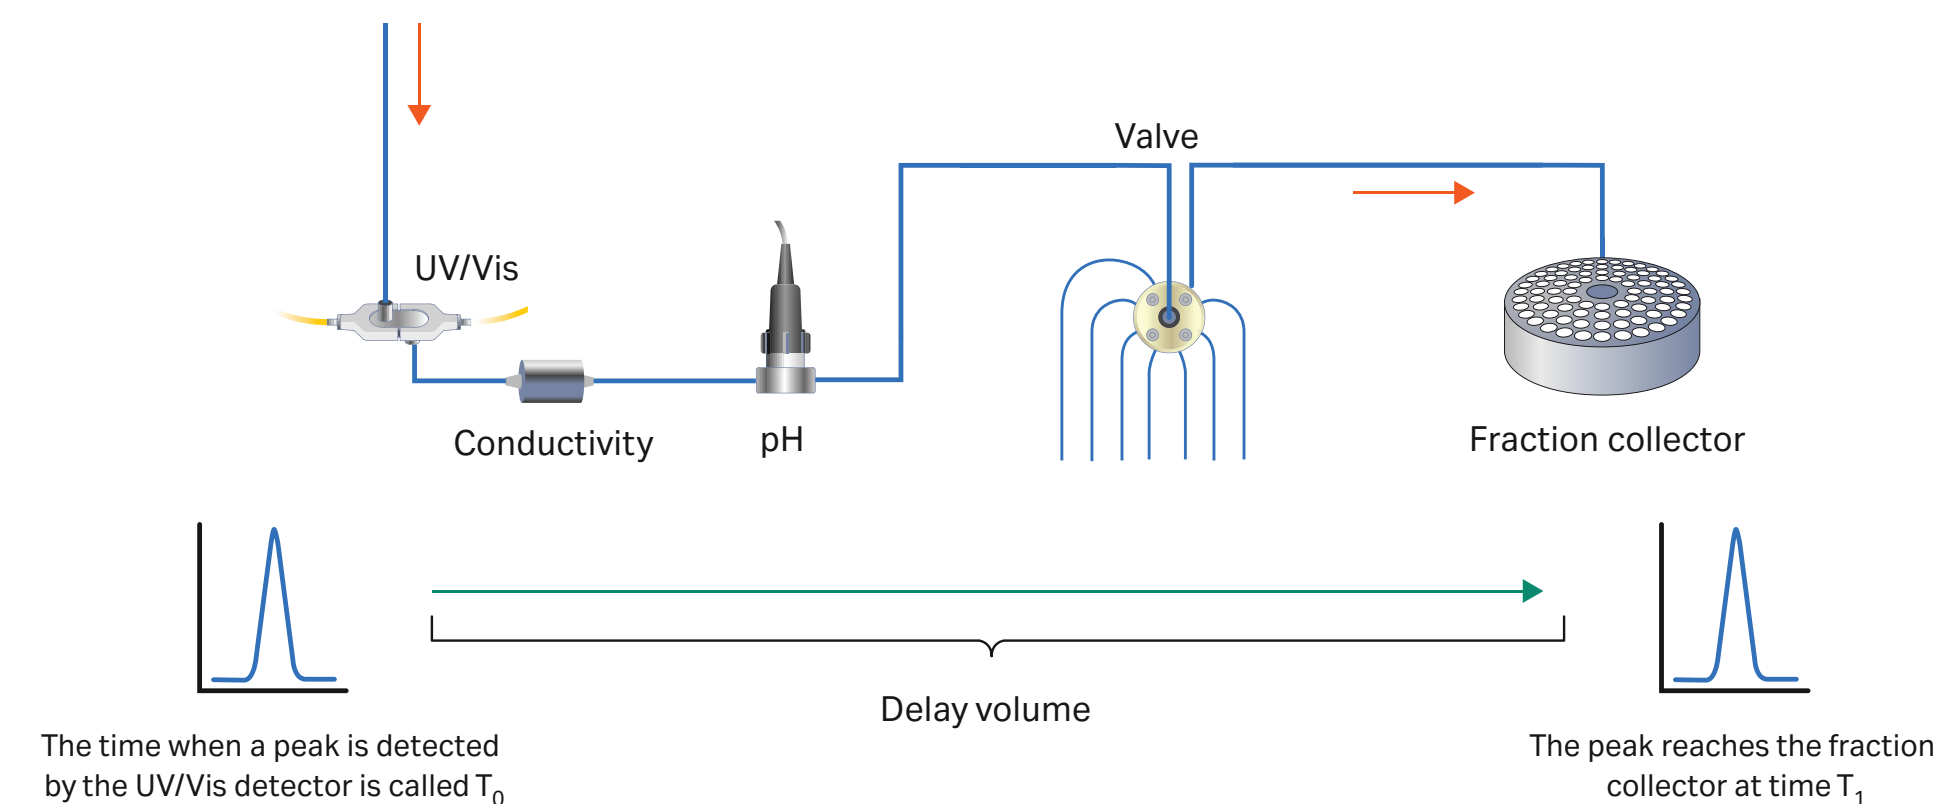 Valve
UV/Vis
Conductivity
pH
Fraction collector
Delay volume
The time when a peak is detected
by the UV/Vis detector is called T₀
The peak reaches the fraction
collector at time T₁